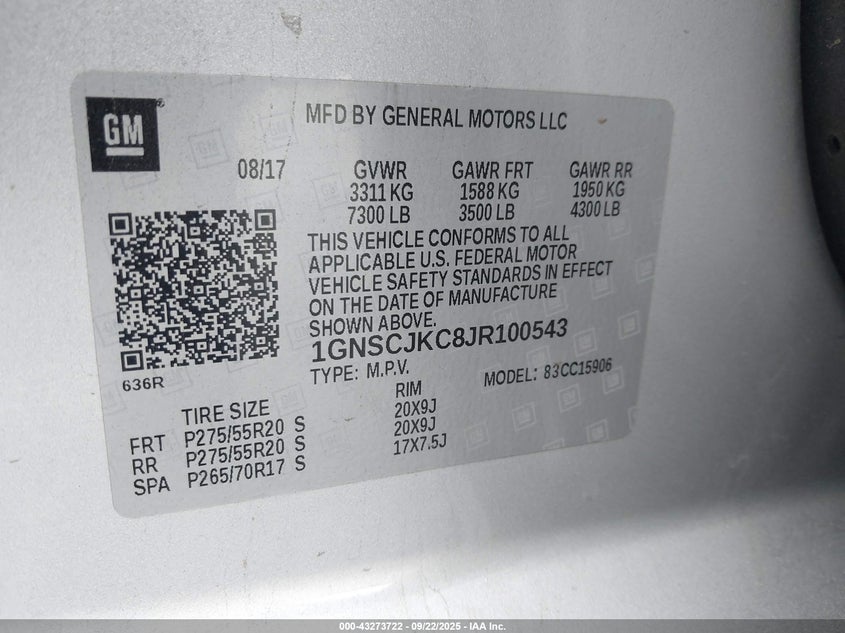 GM
MFD BY GENERAL MOTORS LLC
08/17 GVWR GAWR FRT GAWR RR
3311 KG 1588 KG 1950 KG
7300 LB 3500 LB 4300 LB
THIS VEHICLE CONFORMS TO ALL
APPLICABLE U.S. FEDERAL MOTOR
VEHICLE SAFETY STANDARDS IN EFFECT
ON THE DATE OF MANUFACTURE
SHOWN ABOVE.
1GNSCJKC8JR100543
636R
TYPE: M.P.V. MODEL: 83CC15906
TIRE SIZE RIM
FRT P275/55R20 S 20X9J
RR P275/55R20 S 20X9J
SPA P265/70R17 S 17X7.5J
000-43273722 - 09/22/2025 - IAA Inc.